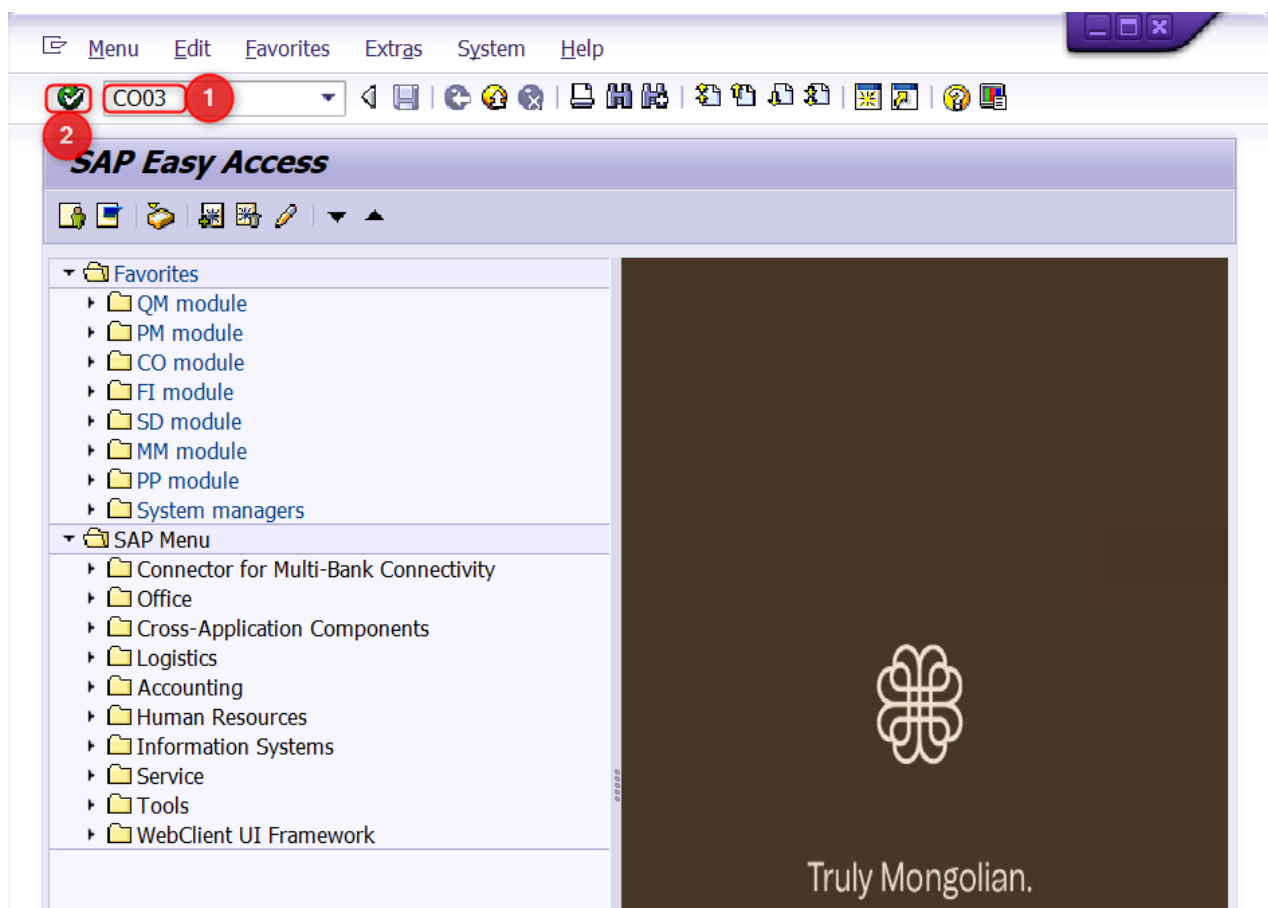 Menu Edit Favorites Extras System Help
CO03 1
2
SAP Easy Access
Favorites
QM module
PM module
CO module
FI module
SD module
MM module
PP module
System managers
SAP Menu
Connector for Multi-Bank Connectivity
Office
Cross-Application Components
Logistics
Accounting
Human Resources
Information Systems
Service
Tools
WebClient UI Framework
Truly Mongolian.